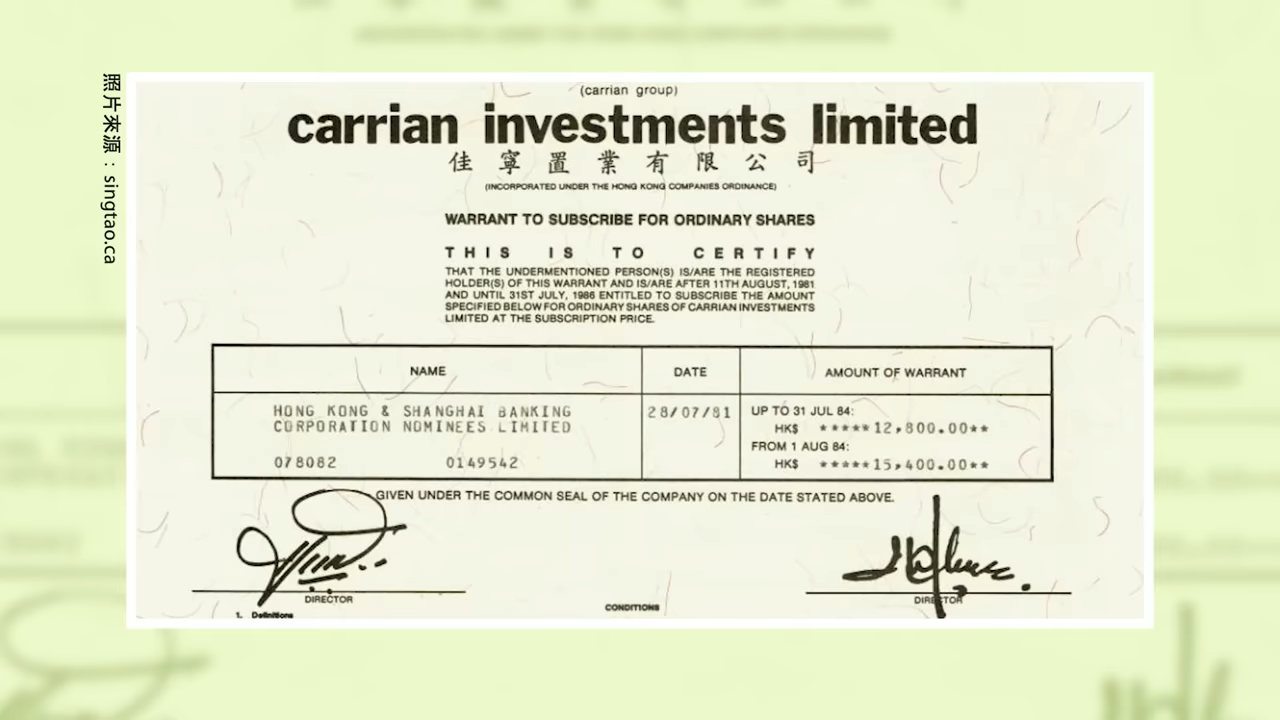 照片來源：singtao.ca
(carrian group)
carrian investments limited
佳寧置業有限公司
(INCORPORATED UNDER THE HONG KONG COMPANIES ORDINANCE)
WARRANT TO SUBSCRIBE FOR ORDINARY SHARES
THIS IS TO CERTIFY
THAT THE UNDERMENTIONED PERSON(S) IS/ARE THE REGISTERED
HOLDER(S) OF THIS WARRANT AND IS/ARE AFTER 11TH AUGUST, 1981
AND UNTIL 31ST JULY, 1986 ENTITLED TO SUBSCRIBE THE AMOUNT
SPECIFIED BELOW FOR ORDINARY SHARES OF CARRIAN INVESTMENTS
LIMITED AT THE SUBSCRIPTION PRICE.
NAME DATE AMOUNT OF WARRANT
HONG KONG & SHANGHAI BANKING 28/07/81 UP TO 31 JUL 84:
CORPORATION NOMINEES LIMITED HK$ *****12,800.00**
FROM 1 AUG 84:
078082 0149542 HK$ *****15,400.00**
GIVEN UNDER THE COMMON SEAL OF THE COMPANY ON THE DATE STATED ABOVE.
DIRECTOR DIRECTOR
CONDITIONS
1. Definitions